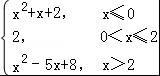 x²+x+2, x≤0
2, 0<x≤2
x²－5x+8, x>2